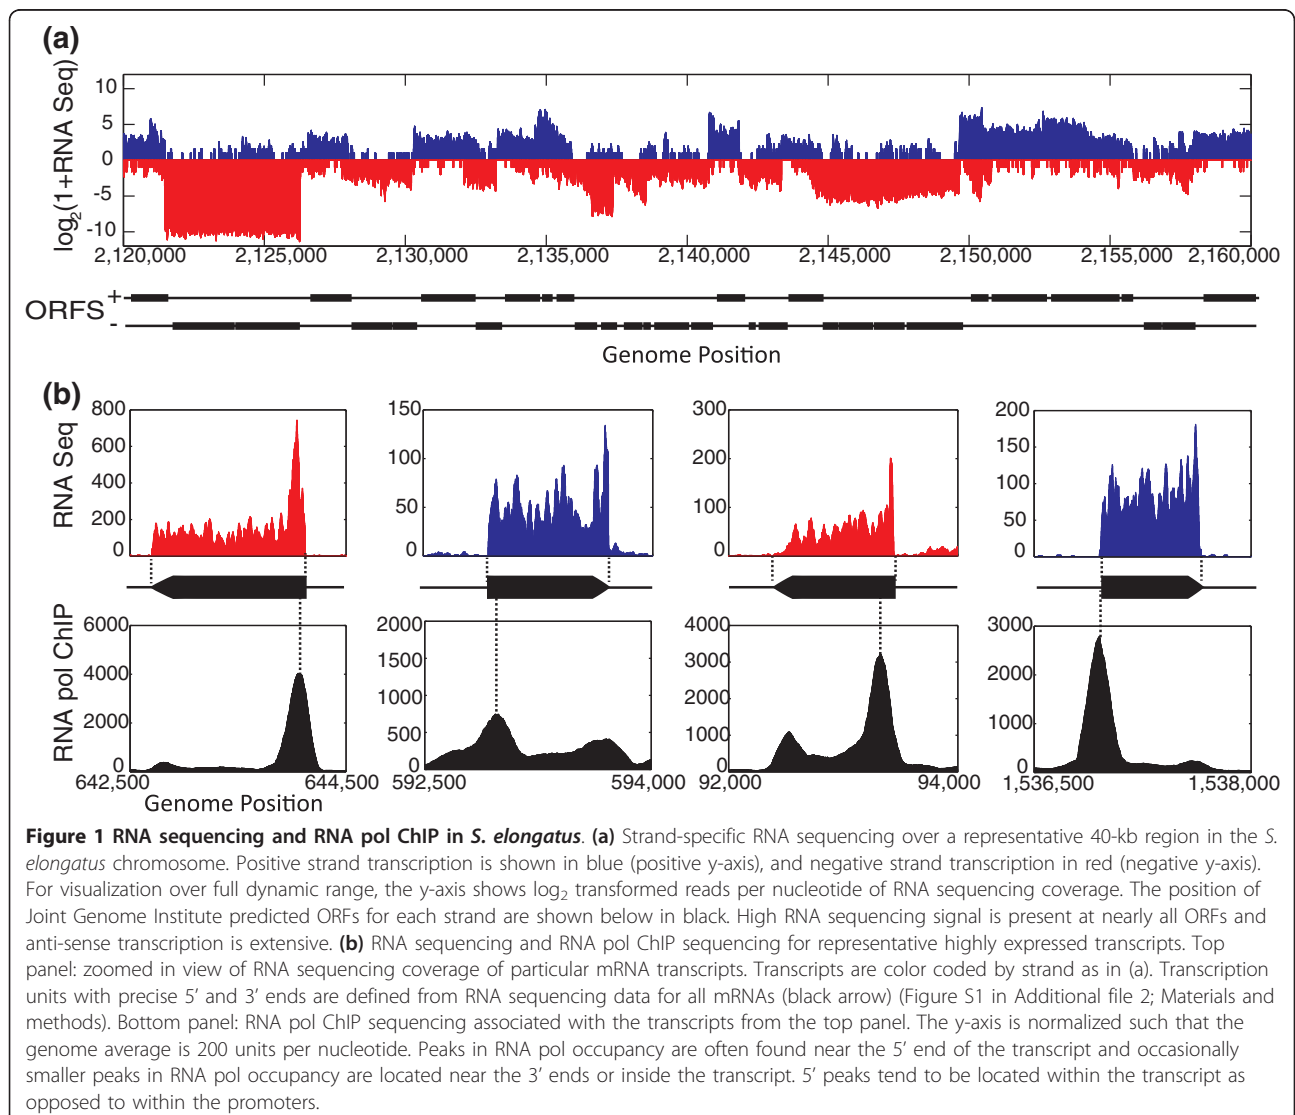 (a)
log2(1+RNA Seq)
10
5
0
-5
-10
2,120,000 2,125,000 2,130,000 2,135,000 2,140,000 2,145,000 2,150,000 2,155,000 2,160,000
ORFS
+
-
Genome Position
(b)
RNA Seq
800
600
400
200
0
150
100
50
0
300
200
100
0
200
150
100
50
0
RNA pol ChIP
6000
4000
2000
0
642,500 644,500
2000
1500
1000
500
0
592,500 594,000
4000
3000
2000
1000
0
92,000 94,000
3000
2000
1000
0
1,536,500 1,538,000
Genome Position
Figure 1 RNA sequencing and RNA pol ChIP in S. elongatus. (a) Strand-specific RNA sequencing over a representative 40-kb region in the S.
elongatus chromosome. Positive strand transcription is shown in blue (positive y-axis), and negative strand transcription in red (negative y-axis).
For visualization over full dynamic range, the y-axis shows log2 transformed reads per nucleotide of RNA sequencing coverage. The position of
Joint Genome Institute predicted ORFs for each strand are shown below in black. High RNA sequencing signal is present at nearly all ORFs and
anti-sense transcription is extensive. (b) RNA sequencing and RNA pol ChIP sequencing for representative highly expressed transcripts. Top
panel: zoomed in view of RNA sequencing coverage of particular mRNA transcripts. Transcripts are color coded by strand as in (a). Transcription
units with precise 5’ and 3’ ends are defined from RNA sequencing data for all mRNAs (black arrow) (Figure S1 in Additional file 2; Materials and
methods). Bottom panel: RNA pol ChIP sequencing associated with the transcripts from the top panel. The y-axis is normalized such that the
genome average is 200 units per nucleotide. Peaks in RNA pol occupancy are often found near the 5’ end of the transcript and occasionally
smaller peaks in RNA pol occupancy are located near the 3’ ends or inside the transcript. 5’ peaks tend to be located within the transcript as
opposed to within the promoters.